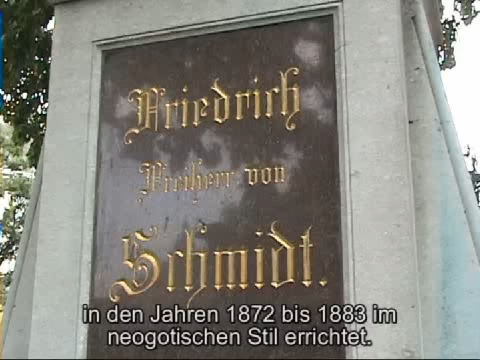 Friedrich
Freiherr von
Schmidt.
in den Jahren 1872 bis 1883 im
neogotischen Stil errichtet.